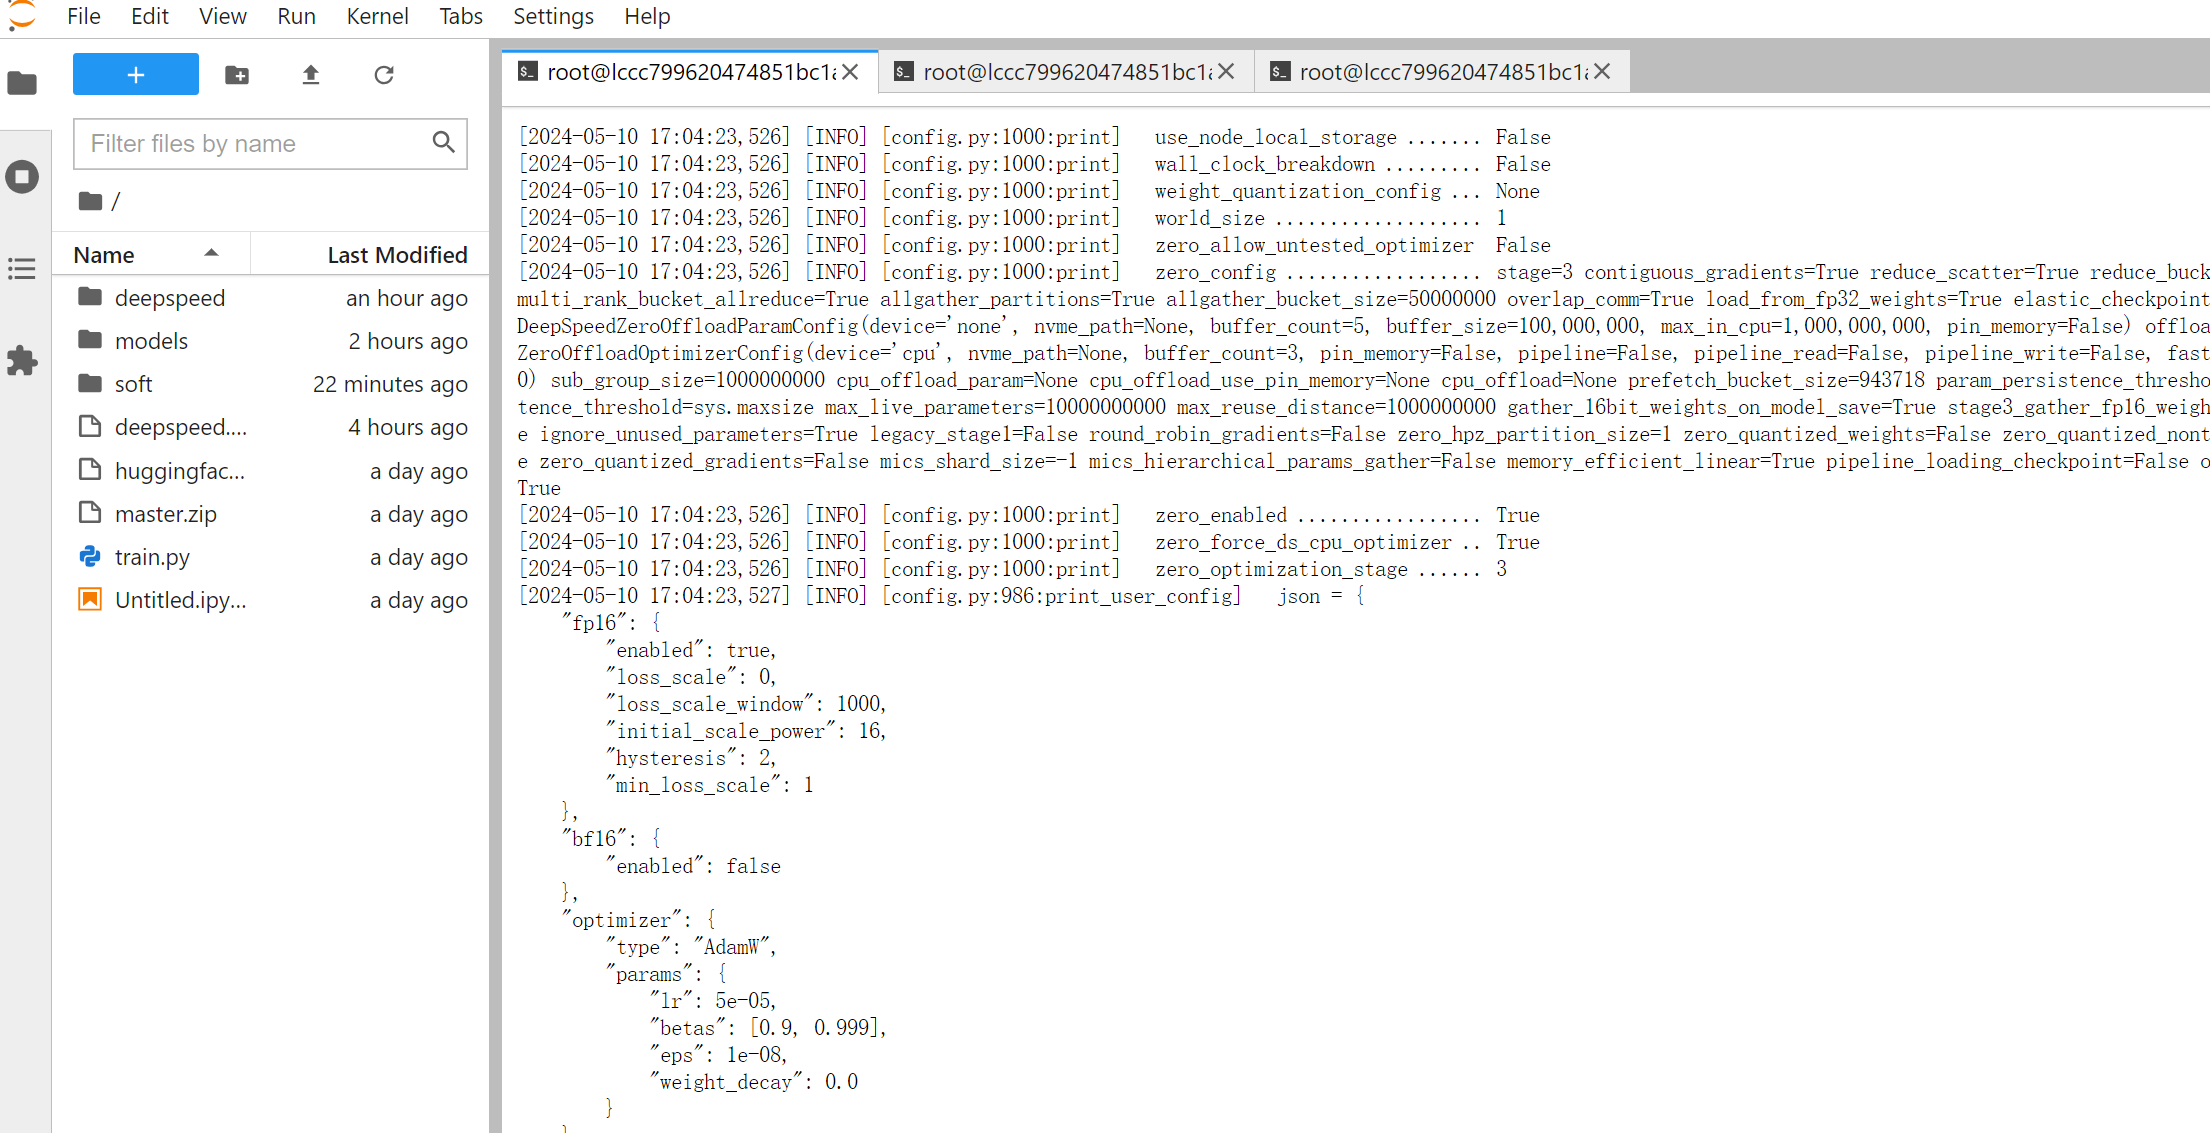 File Edit View Run Kernel Tabs Settings Help
root@lccc799620474851bc1 root@lccc799620474851bc1 root@lccc799620474851bc1
Filter files by name
/
Name Last Modified
deepspeed an hour ago
models 2 hours ago
soft 22 minutes ago
deepspeed.... 4 hours ago
huggingfac... a day ago
master.zip a day ago
train.py a day ago
Untitled.ipy... a day ago
[2024-05-10 17:04:23,526] [INFO] [config.py:1000:print] use_node_local_storage ....... False
[2024-05-10 17:04:23,526] [INFO] [config.py:1000:print] wall_clock_breakdown ......... False
[2024-05-10 17:04:23,526] [INFO] [config.py:1000:print] weight_quantization_config ... None
[2024-05-10 17:04:23,526] [INFO] [config.py:1000:print] world_size ................... 1
[2024-05-10 17:04:23,526] [INFO] [config.py:1000:print] zero_allow_untested_optimizer False
[2024-05-10 17:04:23,526] [INFO] [config.py:1000:print] zero_config .................. stage=3 contiguous_gradients=True reduce_scatter=True reduce_buck
multi_rank_bucket_allreduce=True allgather_partitions=True allgather_bucket_size=50000000 overlap_comm=True load_from_fp32_weights=True elastic_checkpoint
DeepSpeedZeroOffloadParamConfig(device='none', nvme_path=None, buffer_count=5, buffer_size=100,000,000, max_in_cpu=1,000,000,000, pin_memory=False) offloa
ZeroOffloadOptimizerConfig(device='cpu', nvme_path=None, buffer_count=3, pin_memory=False, pipeline=False, pipeline_read=False, pipeline_write=False, fast
0) sub_group_size=1000000000 cpu_offload_param=None cpu_offload_use_pin_memory=None cpu_offload=None prefetch_bucket_size=943718 param_persistence_thresho
tence_threshold=sys.maxsize max_live_parameters=10000000000 max_reuse_distance=1000000000 gather_16bit_weights_on_model_save=True stage3_gather_fp16_weigh
e ignore_unused_parameters=True legacy_stage1=False round_robin_gradients=False zero_hpz_partition_size=1 zero_quantized_weights=False zero_quantized_nont
e zero_quantized_gradients=False mics_shard_size=-1 mics_hierarchical_params_gather=False memory_efficient_linear=True pipeline_loading_checkpoint=False o
True
[2024-05-10 17:04:23,526] [INFO] [config.py:1000:print] zero_enabled ................. True
[2024-05-10 17:04:23,526] [INFO] [config.py:1000:print] zero_force_ds_cpu_optimizer .. True
[2024-05-10 17:04:23,526] [INFO] [config.py:1000:print] zero_optimization_stage ...... 3
[2024-05-10 17:04:23,527] [INFO] [config.py:986:print_user_config] json = {
"fp16": {
"enabled": true,
"loss_scale": 0,
"loss_scale_window": 1000,
"initial_scale_power": 16,
"hysteresis": 2,
"min_loss_scale": 1
},
"bf16": {
"enabled": false
},
"optimizer": {
"type": "AdamW",
"params": {
"lr": 5e-05,
"betas": [0.9, 0.999],
"eps": 1e-08,
"weight_decay": 0.0
}
}